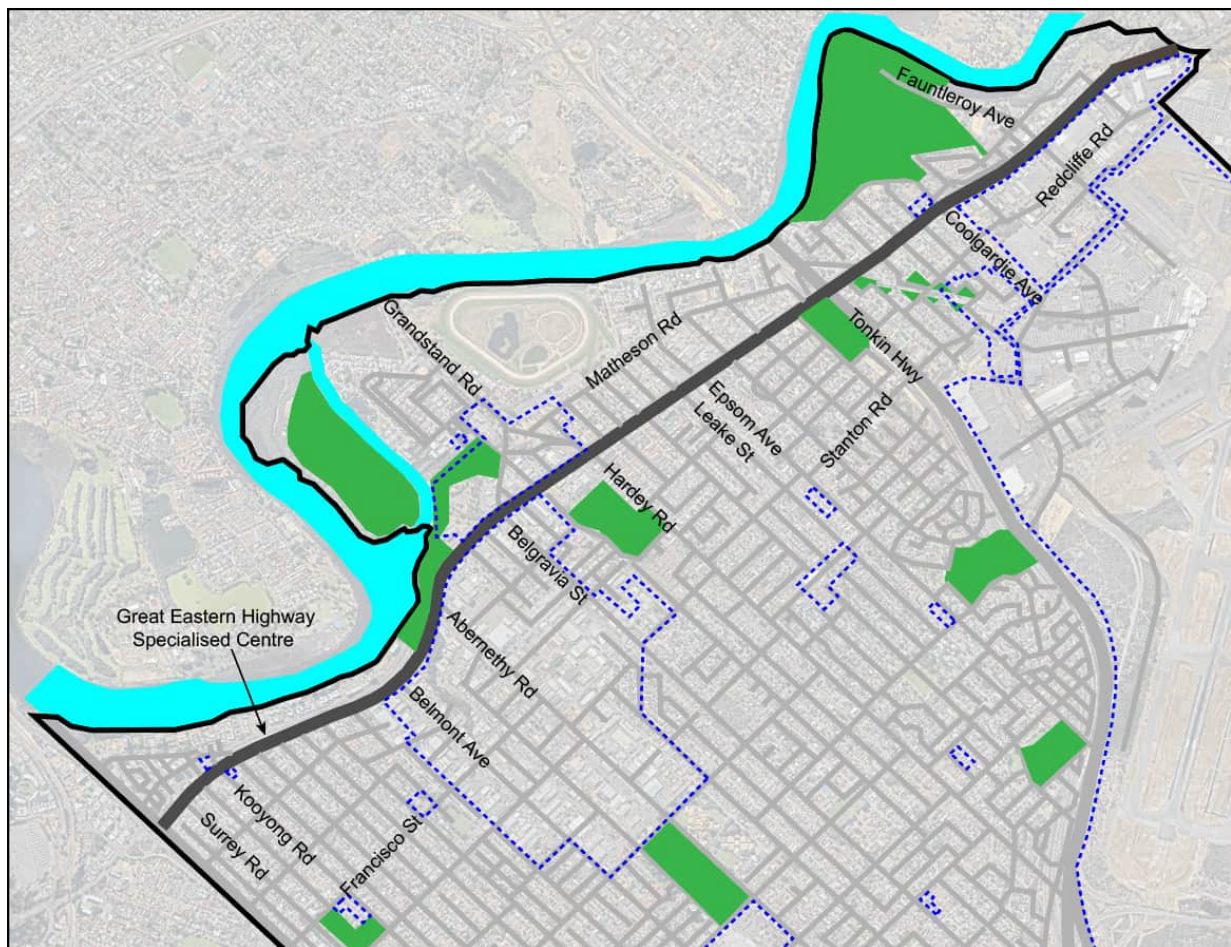 Fauntleroy Ave
Redcliffe Rd
Coolgardie Ave
Grandstand Rd
Matheson Rd
Tonkin Hwy
Epsom Ave
Leake St
Stanton Rd
Hardey Rd
Belgravia St
Great Eastern Highway
Specialised Centre
Abernethy Rd
Belmont Ave
Kooyong Rd
Francisco St
Surrey Rd